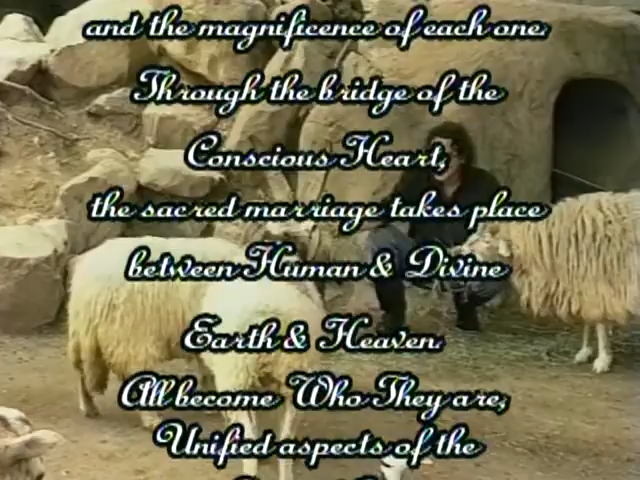 and the magnificence of each one.
Through the bridge of the
Conscious Heart,
the sacred marriage takes place
between Human & Divine
Earth & Heaven.
All become Who They are,
Unified aspects of the